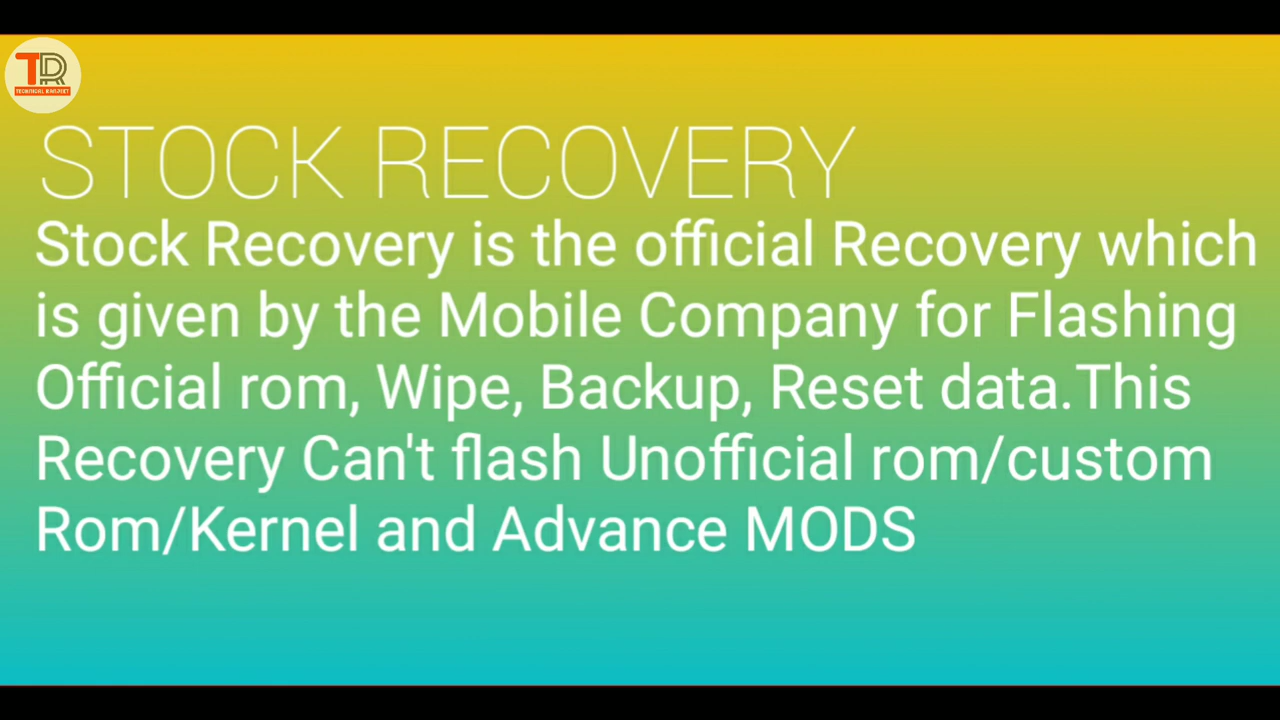 TR
STOCK RECOVERY
Stock Recovery is the official Recovery which
is given by the Mobile Company for Flashing
Official rom, Wipe, Backup, Reset data.This
Recovery Can't flash Unofficial rom/custom
Rom/Kernel and Advance MODS